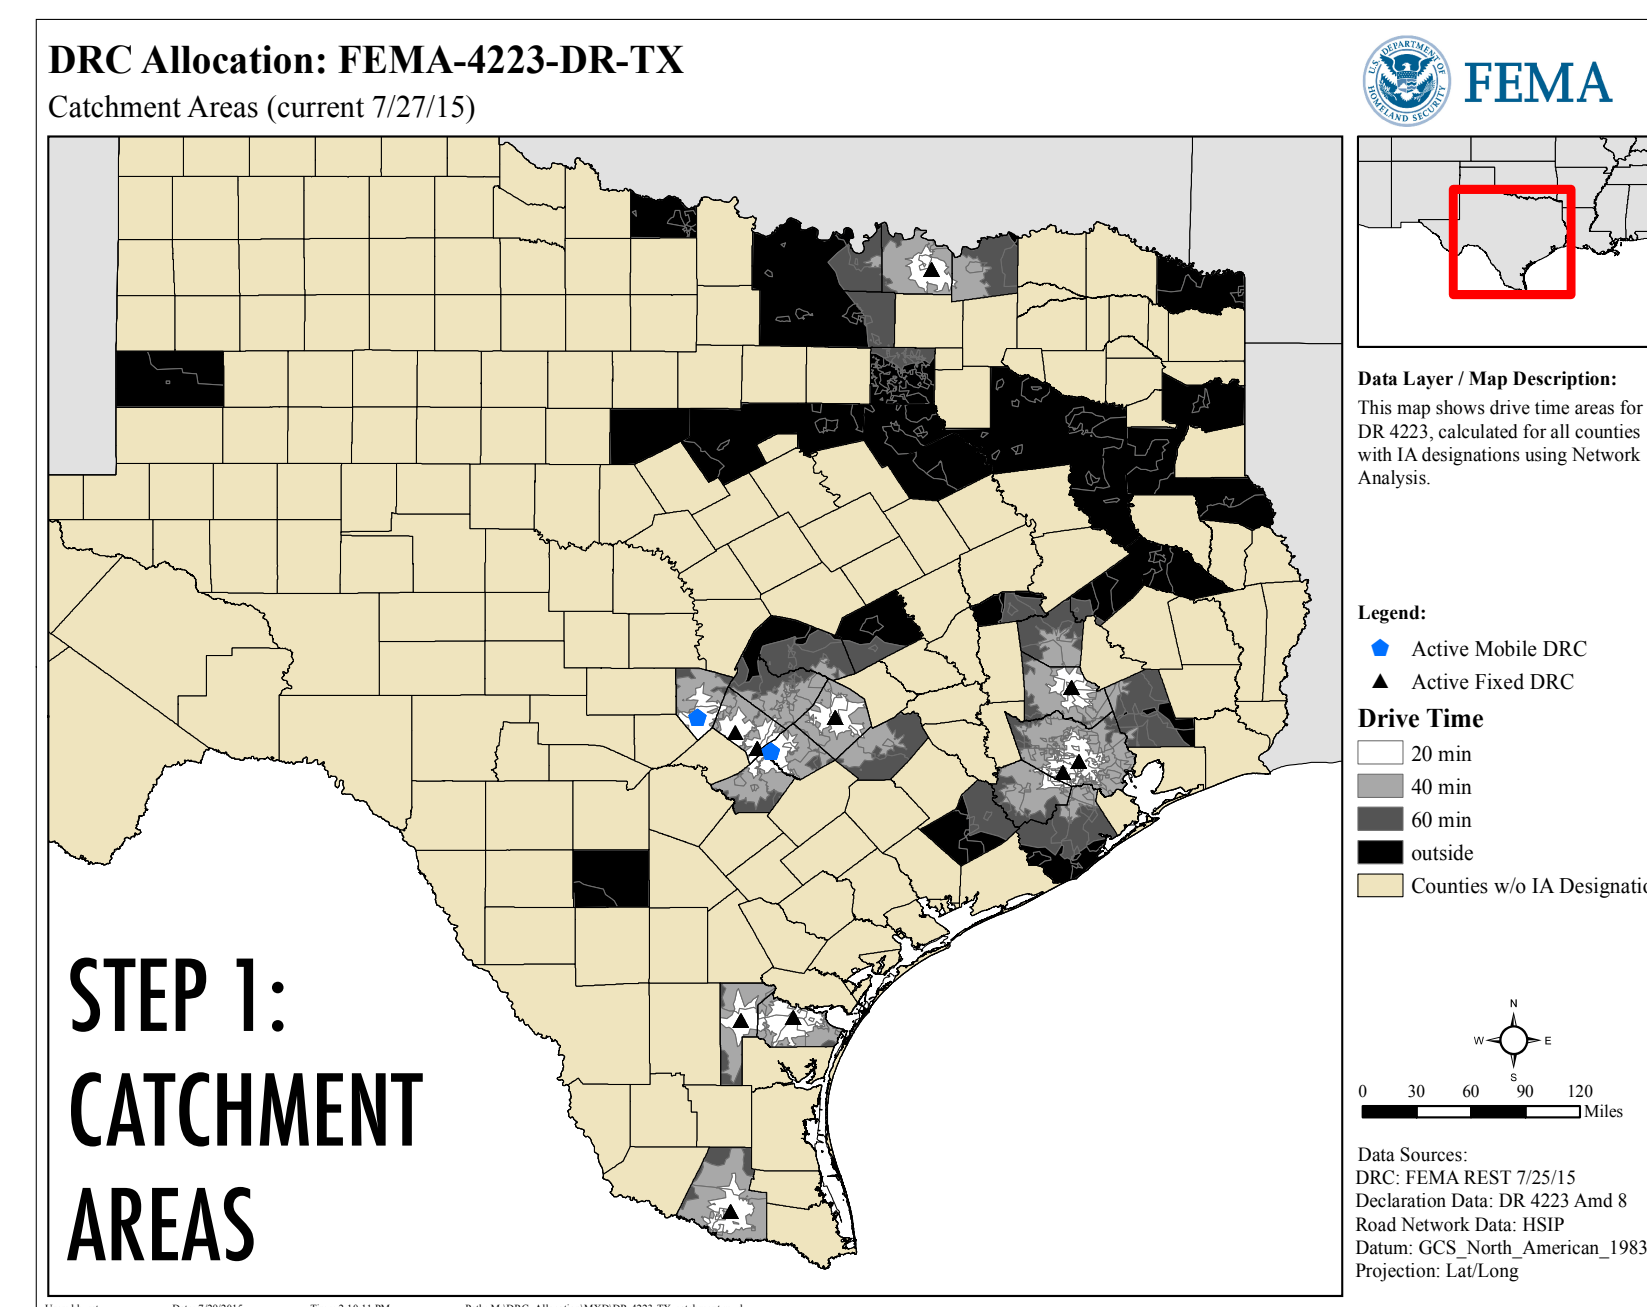 DRC Allocation: FEMA-4223-DR-TX
Catchment Areas (current 7/27/15)
U.S. DEPARTMENT OF HOMELAND SECURITY
FEMA
Data Layer / Map Description:
This map shows drive time areas for
DR 4223, calculated for all counties
with IA designations using Network
Analysis.
Legend:
Active Mobile DRC
Active Fixed DRC
Drive Time
20 min
40 min
60 min
outside
Counties w/o IA Designatio
STEP 1:
CATCHMENT
AREAS
N
W E
S
0 30 60 90 120
Miles
Data Sources:
DRC: FEMA REST 7/25/15
Declaration Data: DR 4223 Amd 8
Road Network Data: HSIP
Datum: GCS_North_American_1983
Projection: Lat/Long